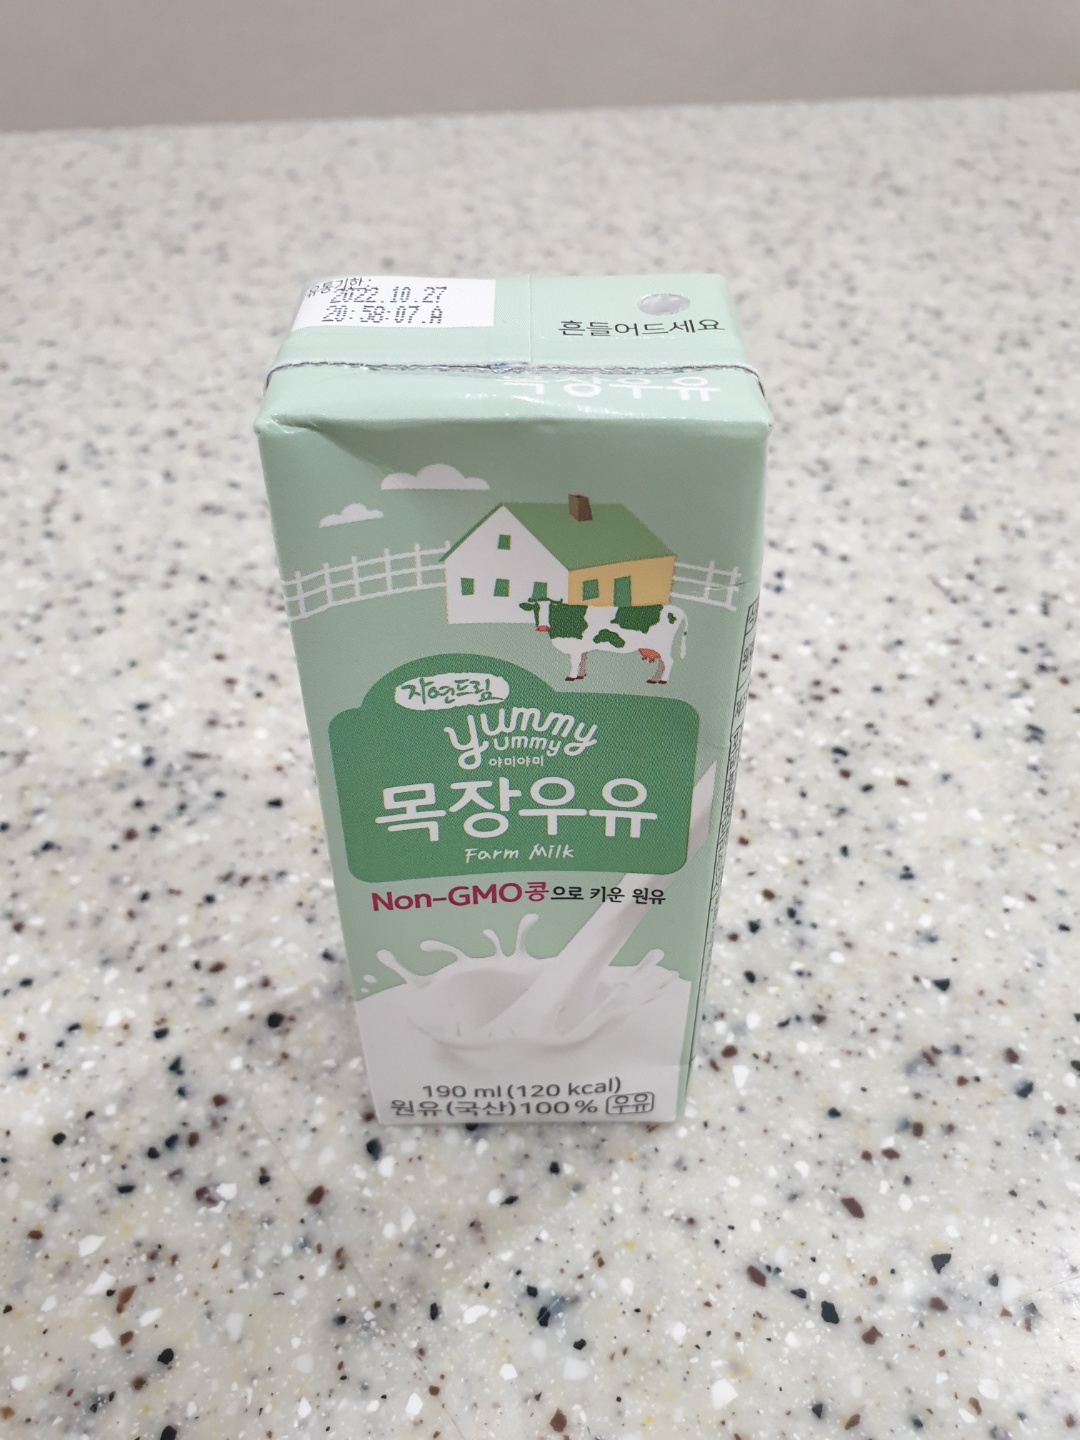 유통기한:
2022.10.27
20:58:07.A
흔들어드세요
목장우유
자연드림
yummy
yummy
야미야미
목장우유
Farm Milk
Non-GMO콩으로 키운 원유
190 ml(120 kcal)
원유(국산)100% 우유